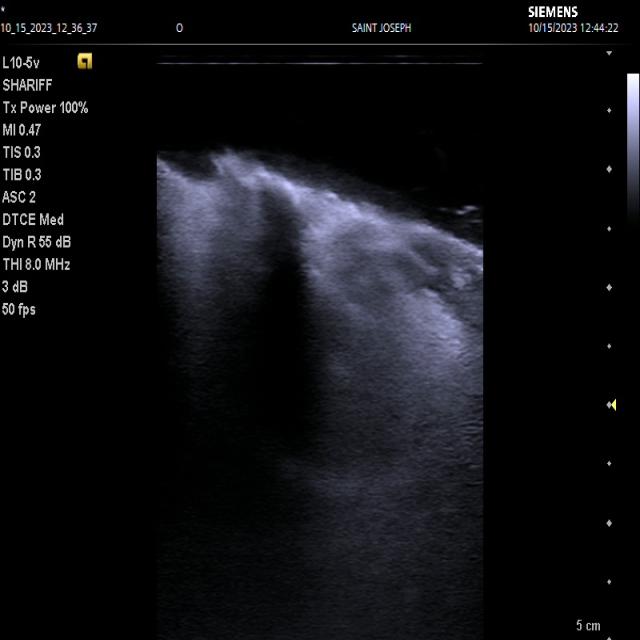 *
SIEMENS
10_15_2023_12_36_37 O SAINT JOSEPH 10/15/2023 12:44:22
L10-5v
SHARIFF
Tx Power 100%
MI 0.47
TIS 0.3
TIB 0.3
ASC 2
DTCE Med
Dyn R 55 dB
THI 8.0 MHz
3 dB
50 fps
5 cm